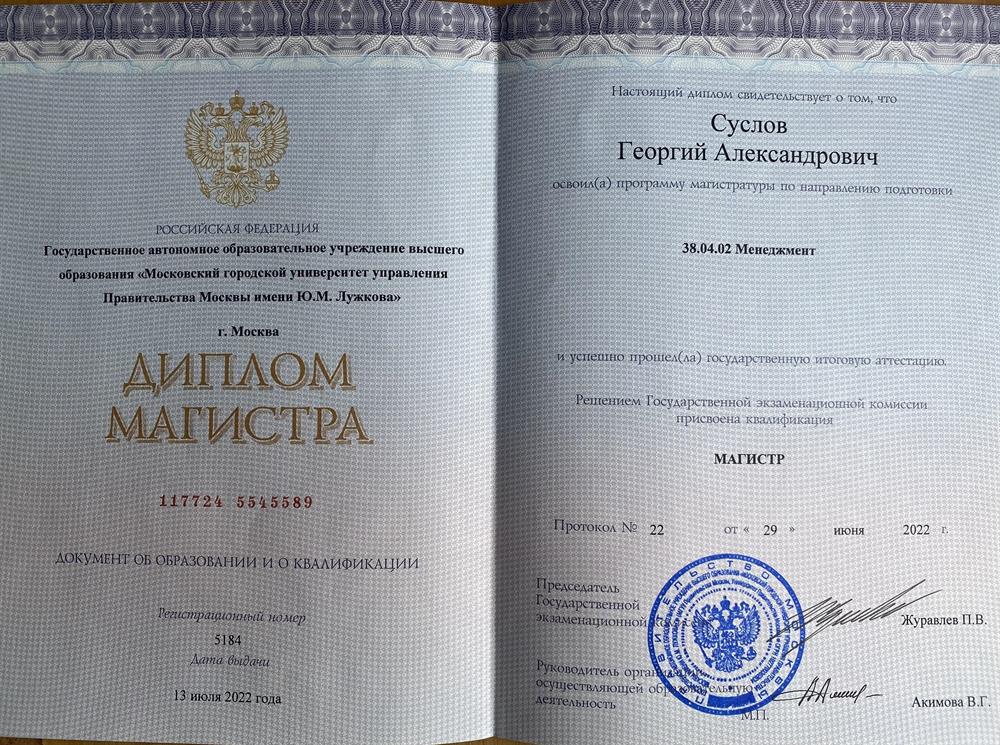 РОССИЙСКАЯ ФЕДЕРАЦИЯ
Государственное автономное образовательное учреждение высшего
образования «Московский городской университет управления
Правительства Москвы имени Ю.М. Лужкова»
г. Москва
ДИПЛОМ
МАГИСТРА
117724 5545589
ДОКУМЕНТ ОБ ОБРАЗОВАНИИ И О КВАЛИФИКАЦИИ
Регистрационный номер
5184
Дата выдачи
13 июля 2022 года
Настоящий диплом свидетельствует о том, что
Суслов
Георгий Александрович
освоил(а) программу магистратуры по направлению подготовки
38.04.02 Менеджмент
и успешно прошел(ла) государственную итоговую аттестацию.
Решением Государственной экзаменационной комиссии
присвоена квалификация
МАГИСТР
Протокол № 22 от « 29 » июня 2022 г.
Председатель
Государственной
экзаменационной
Журавлев П.В.
Руководитель
осуществляющей образовательную
деятельность
Акимова В.Г.
М.П.
ПРАВИТЕЛЬСТВО МОСКВЫ